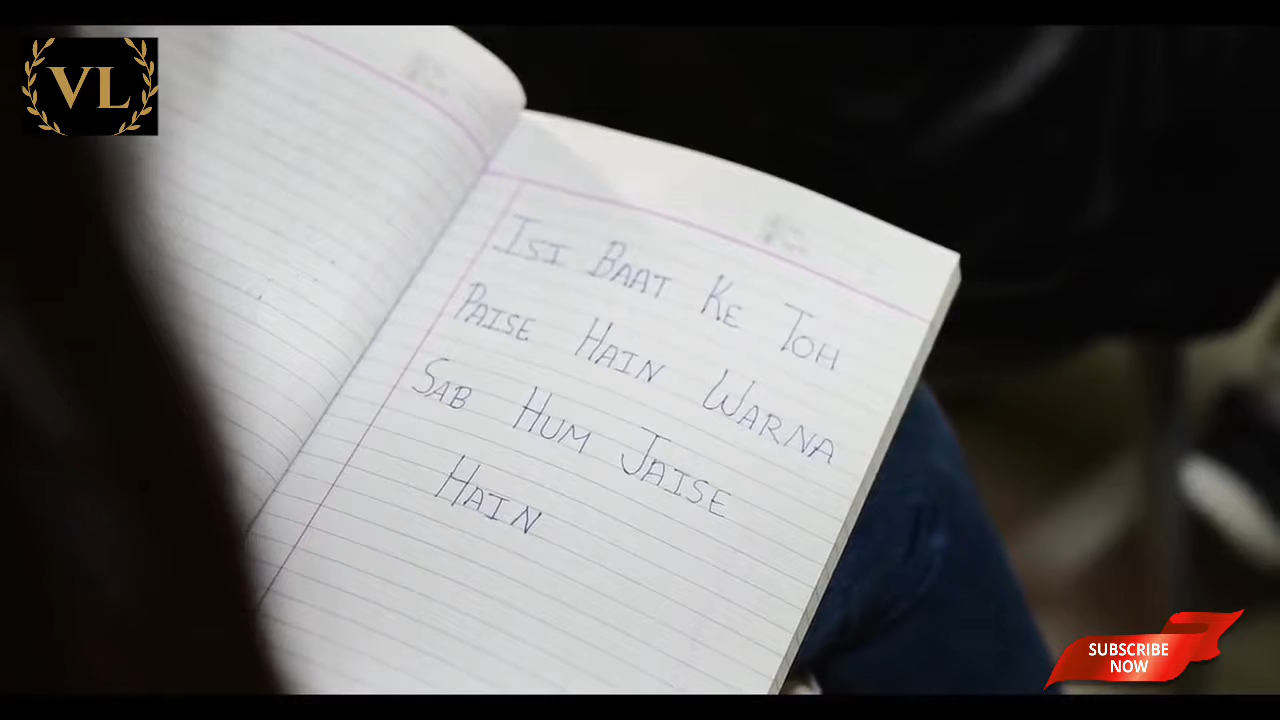 VL
ISI BAAT KE TOH
PAISE HAIN WARNA
SAB HUM JAISE
HAIN
SUBSCRIBE
NOW